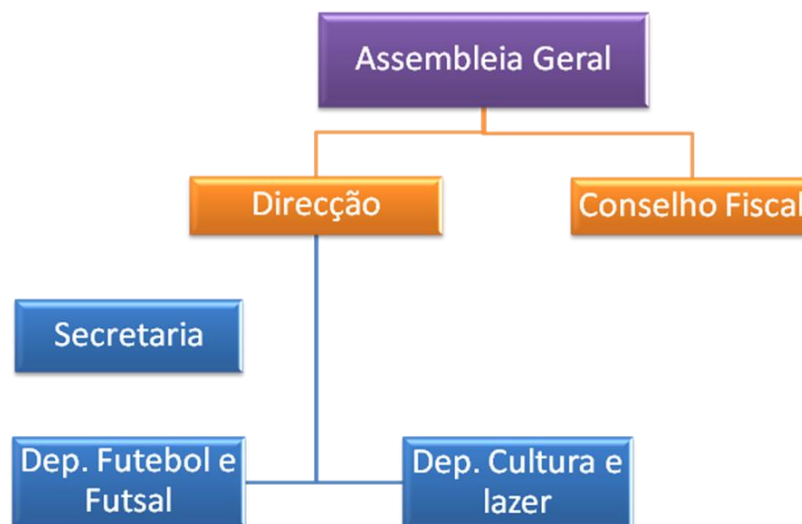 Assembleia Geral
Direcção
Conselho Fiscal
Secretaria
Dep. Futebol e
Futsal
Dep. Cultura e
lazer